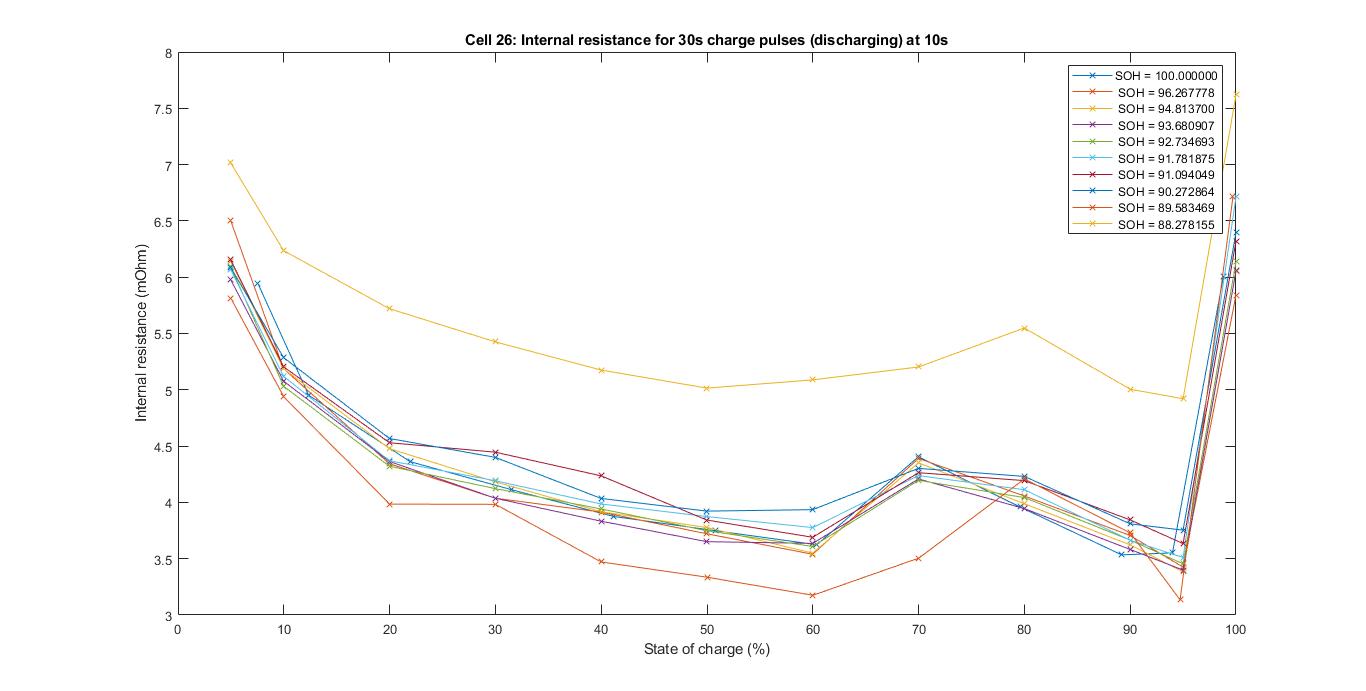 Cell 26: Internal resistance for 30s charge pulses (discharging) at 10s
8
7.5
7
6.5
6
5.5
5
4.5
4
3.5
3
Internal resistance (mOhm)
SOH = 100.000000
SOH = 96.267778
SOH = 94.813700
SOH = 93.680907
SOH = 92.734693
SOH = 91.781875
SOH = 91.094049
SOH = 90.272864
SOH = 89.583469
SOH = 88.278155
0 10 20 30 40 50 60 70 80 90 100
State of charge (%)